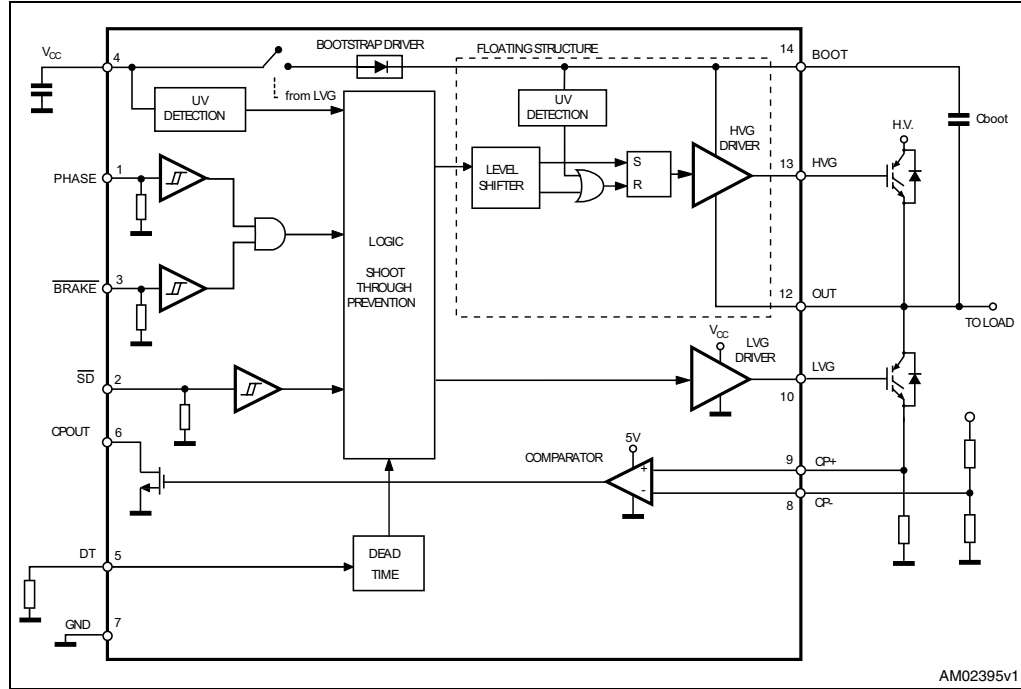 BOOTSTRAP DRIVER
FLOATING STRUCTURE
14
BOOT
VCC
4
from LVG
UV
DETECTION
UV
DETECTION
Cboot
H.V.
HVG
DRIVER
13
HVG
PHASE
1
LEVEL
SHIFTER
S
R
LOGIC
SHOOT
THROUGH
PREVENTION
BRAKE
3
12
OUT
TO LOAD
VCC
LVG
DRIVER
LVG
10
SD
2
CPOUT
6
5V
COMPARATOR
+
-
9
CP+
8
CP-
DT
5
DEAD
TIME
GND
7
AM02395v1